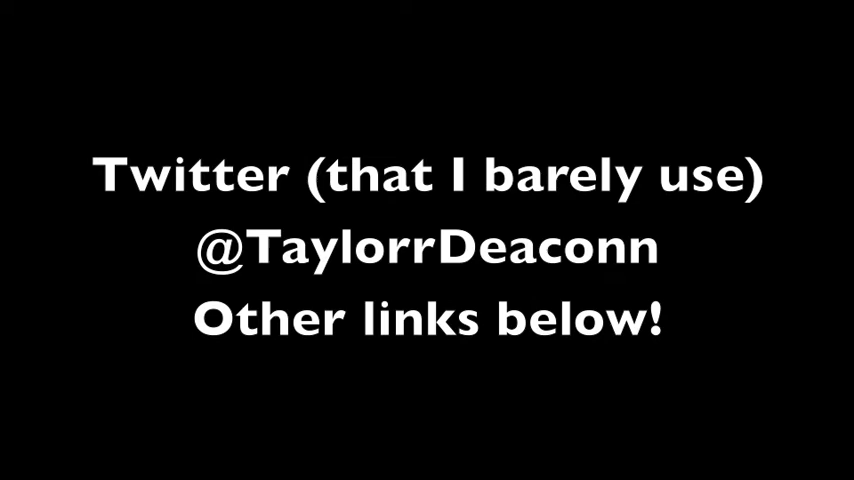 Twitter (that I barely use)
@TaylorrDeaconn
Other links below!